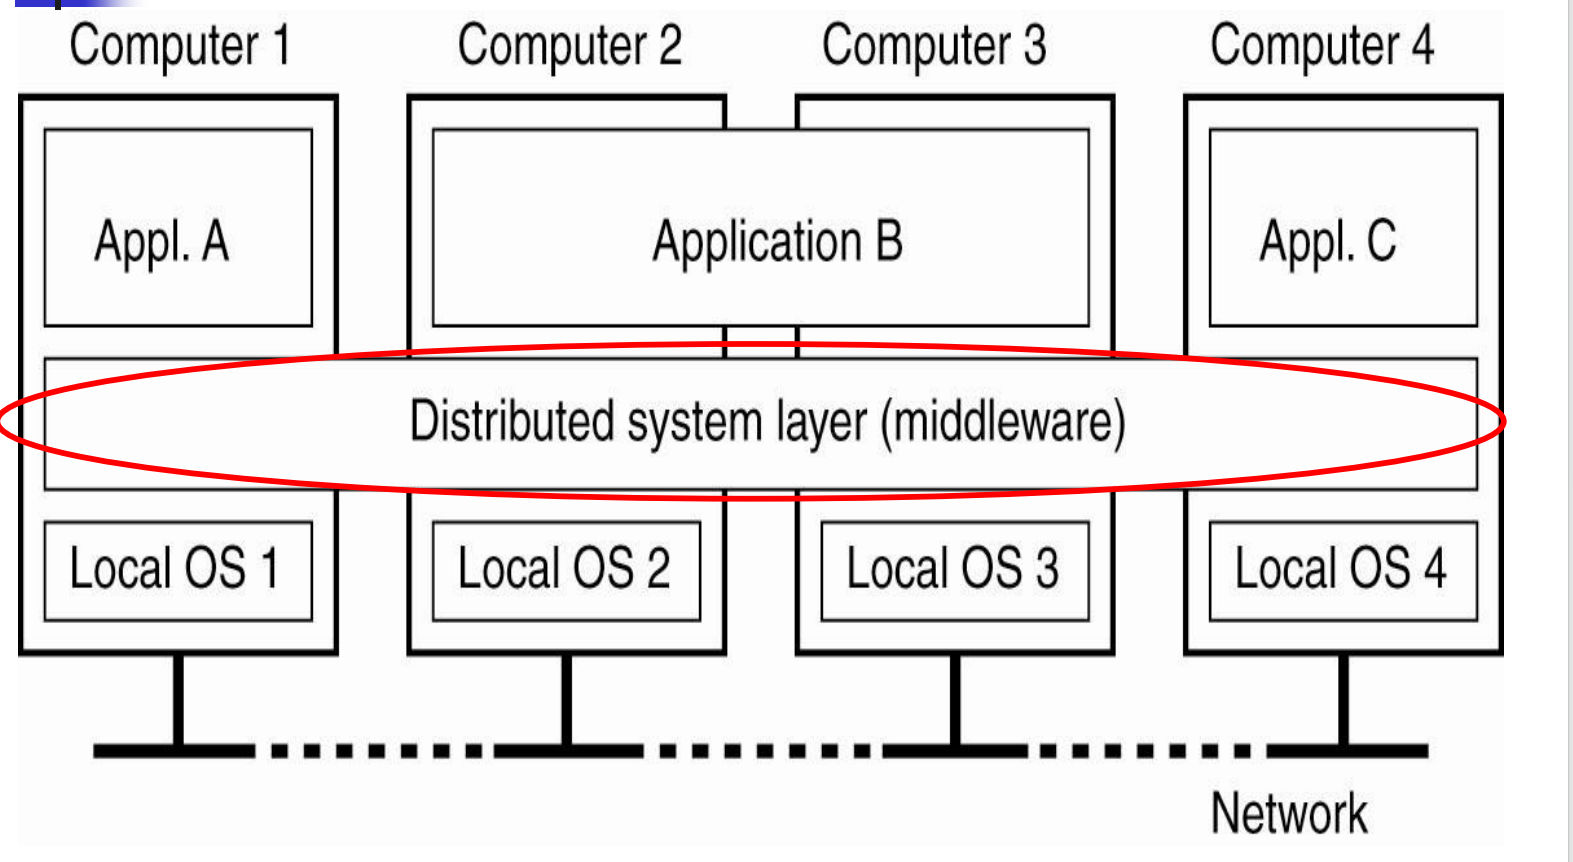 Computer 1
Computer 2
Computer 3
Computer 4
Appl. A
Application B
Appl. C
Distributed system layer (middleware)
Local OS 1
Local OS 2
Local OS 3
Local OS 4
Network